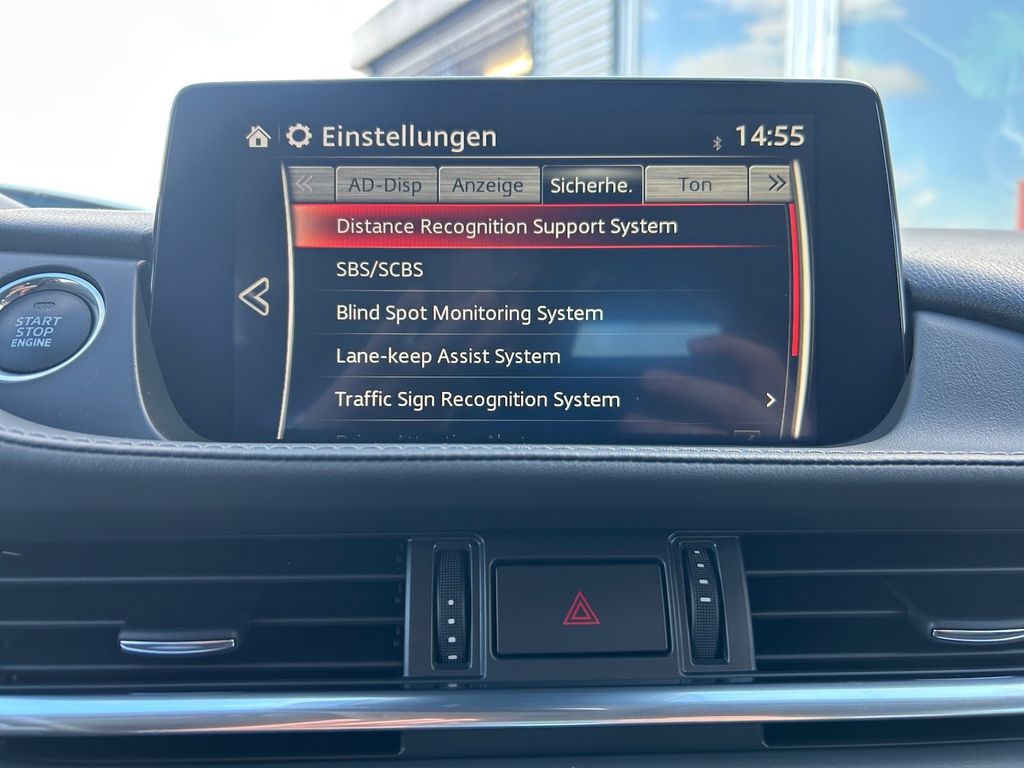 Einstellungen
14:55
AD-Disp
Anzeige
Sicherhe.
Ton
Distance Recognition Support System
SBS/SCBS
Blind Spot Monitoring System
Lane-keep Assist System
Traffic Sign Recognition System
START
STOP
ENGINE